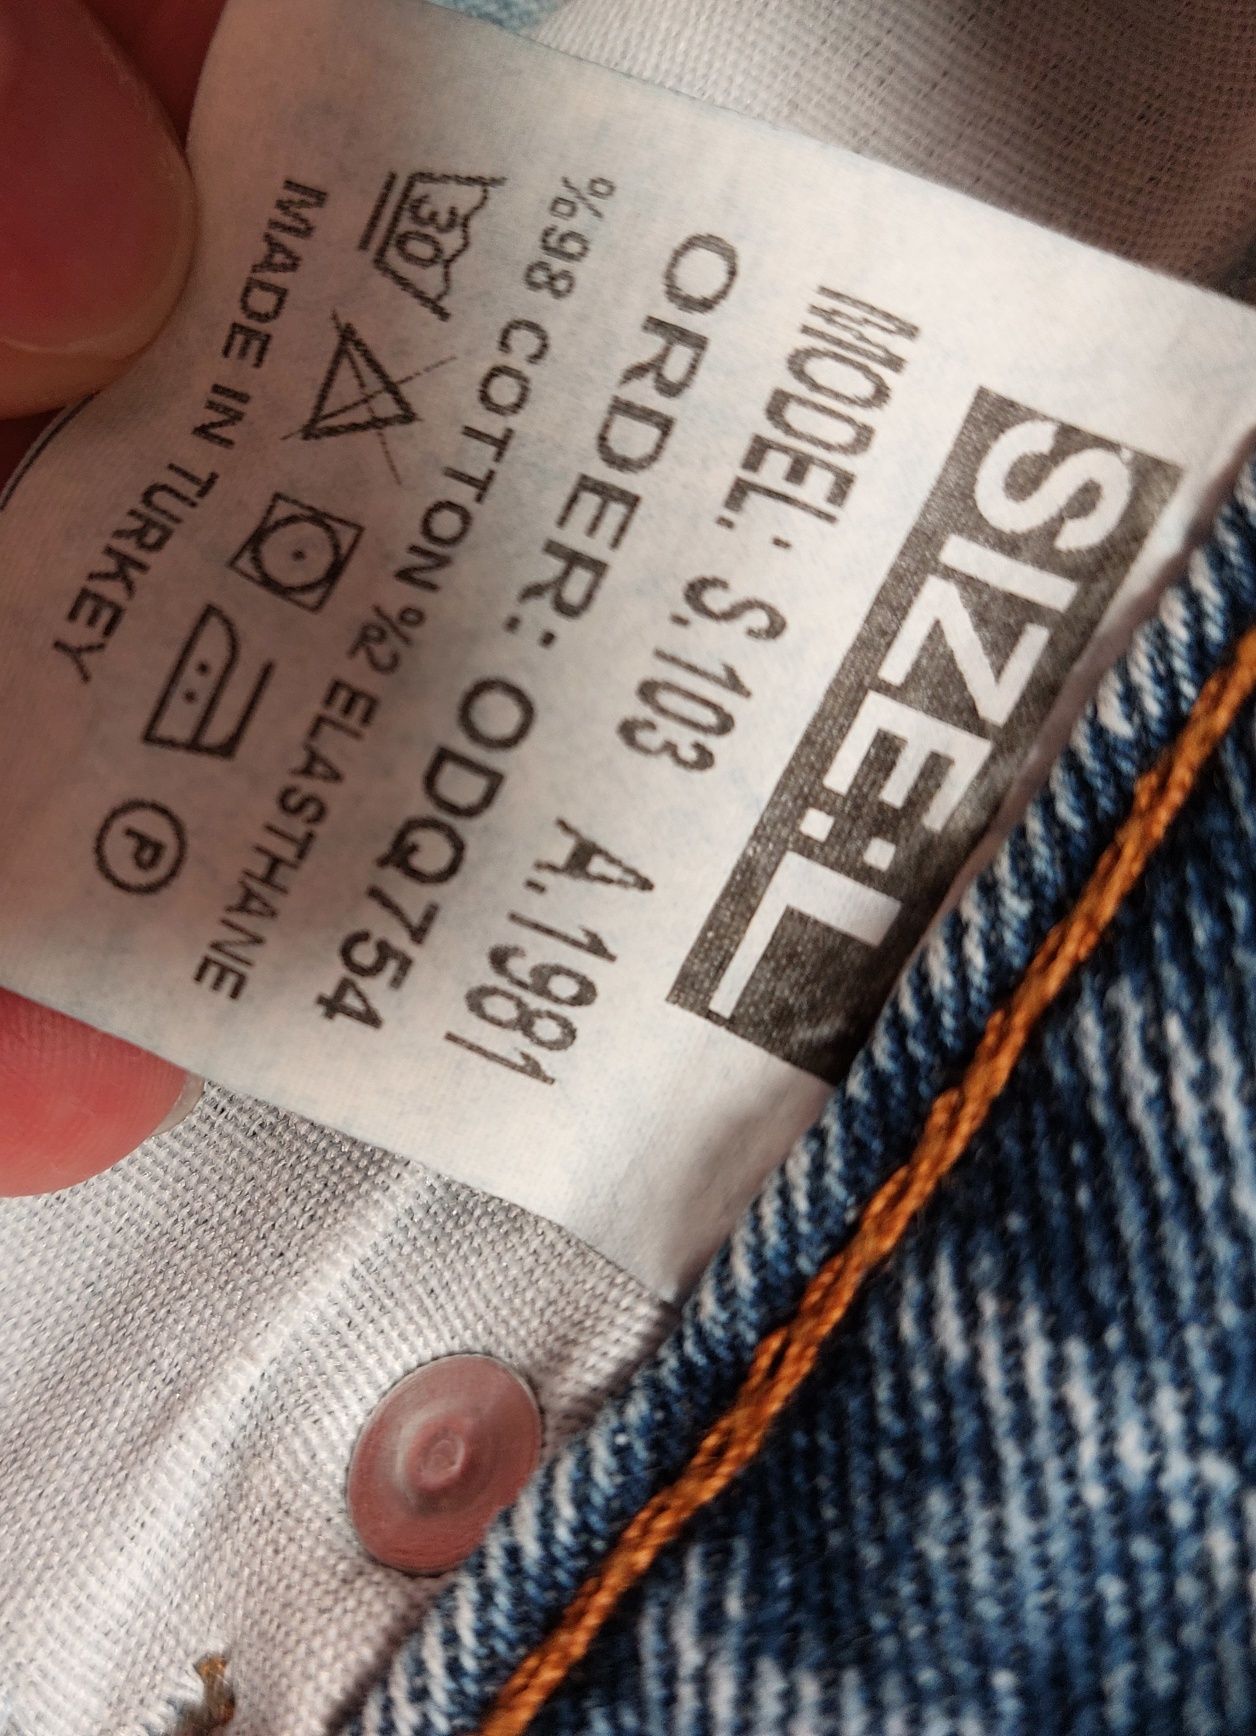 SIZE:L
MODEL: S.103 A.1981
ORDER: ODQ754
%98 COTTON %2 ELASTHANE
30 P
MADE IN TURKEY